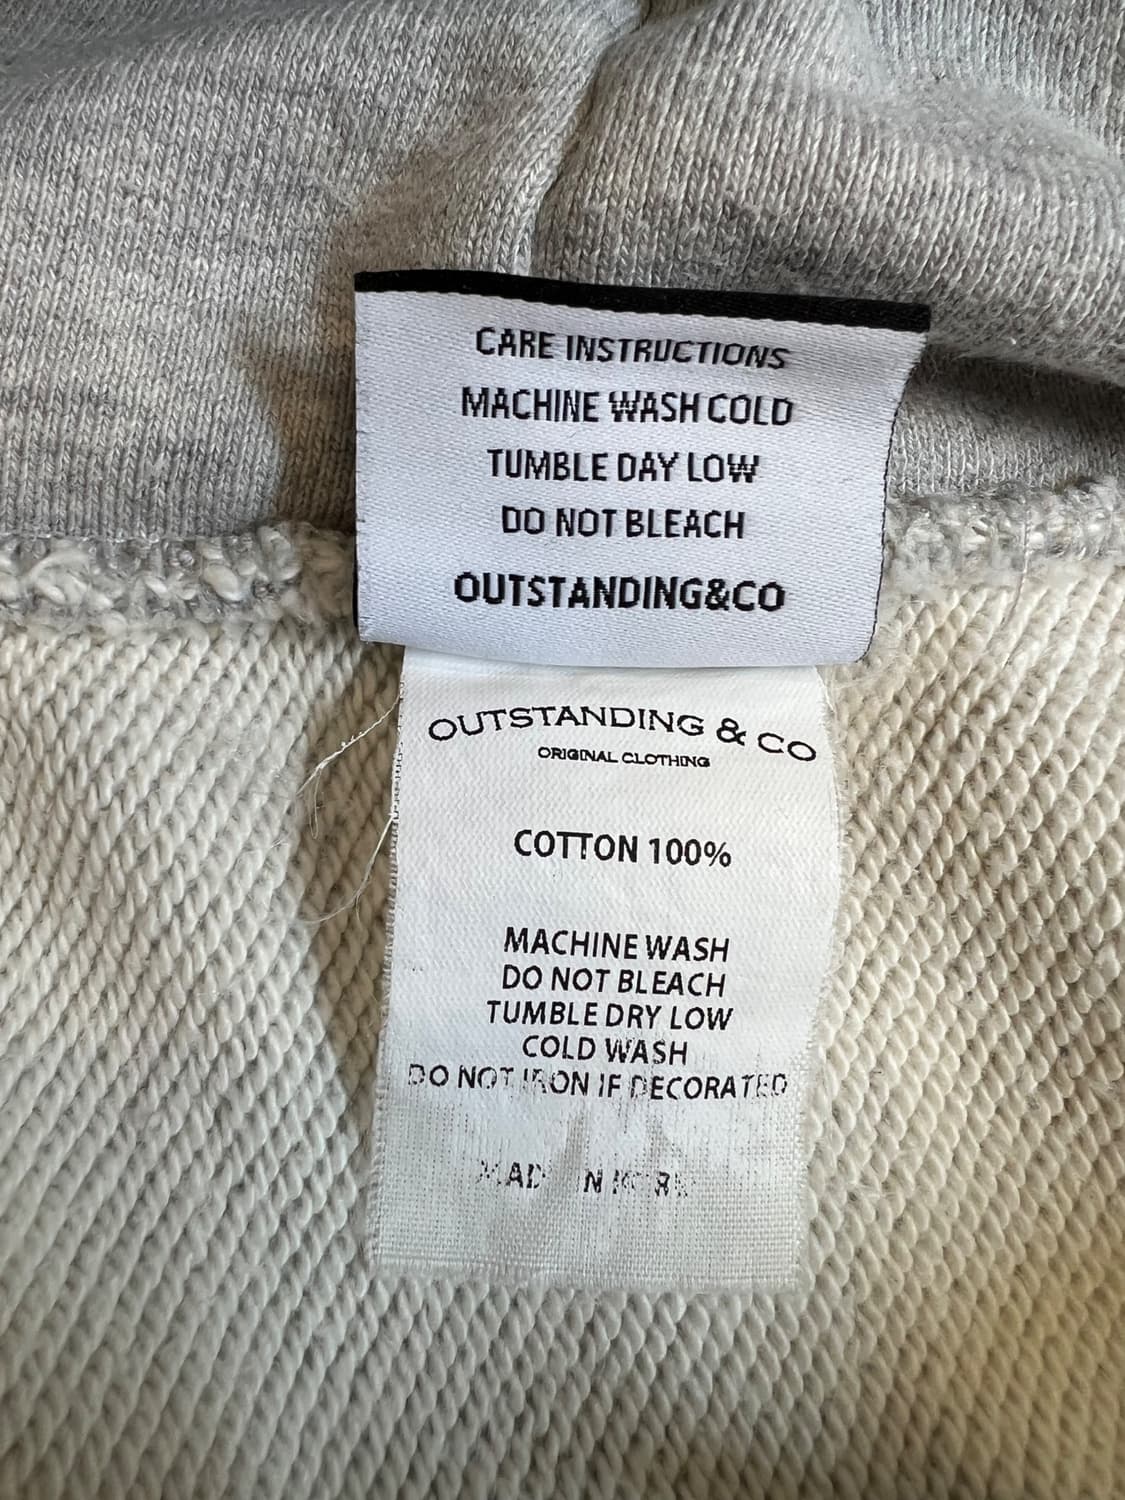 CARE INSTRUCTIONS
MACHINE WASH COLD
TUMBLE DAY LOW
DO NOT BLEACH
OUTSTANDING&CO
OUTSTANDING & CO
ORIGINAL CLOTHING
COTTON 100%
MACHINE WASH
DO NOT BLEACH
TUMBLE DRY LOW
COLD WASH
DO NOT IRON IF DECORATED